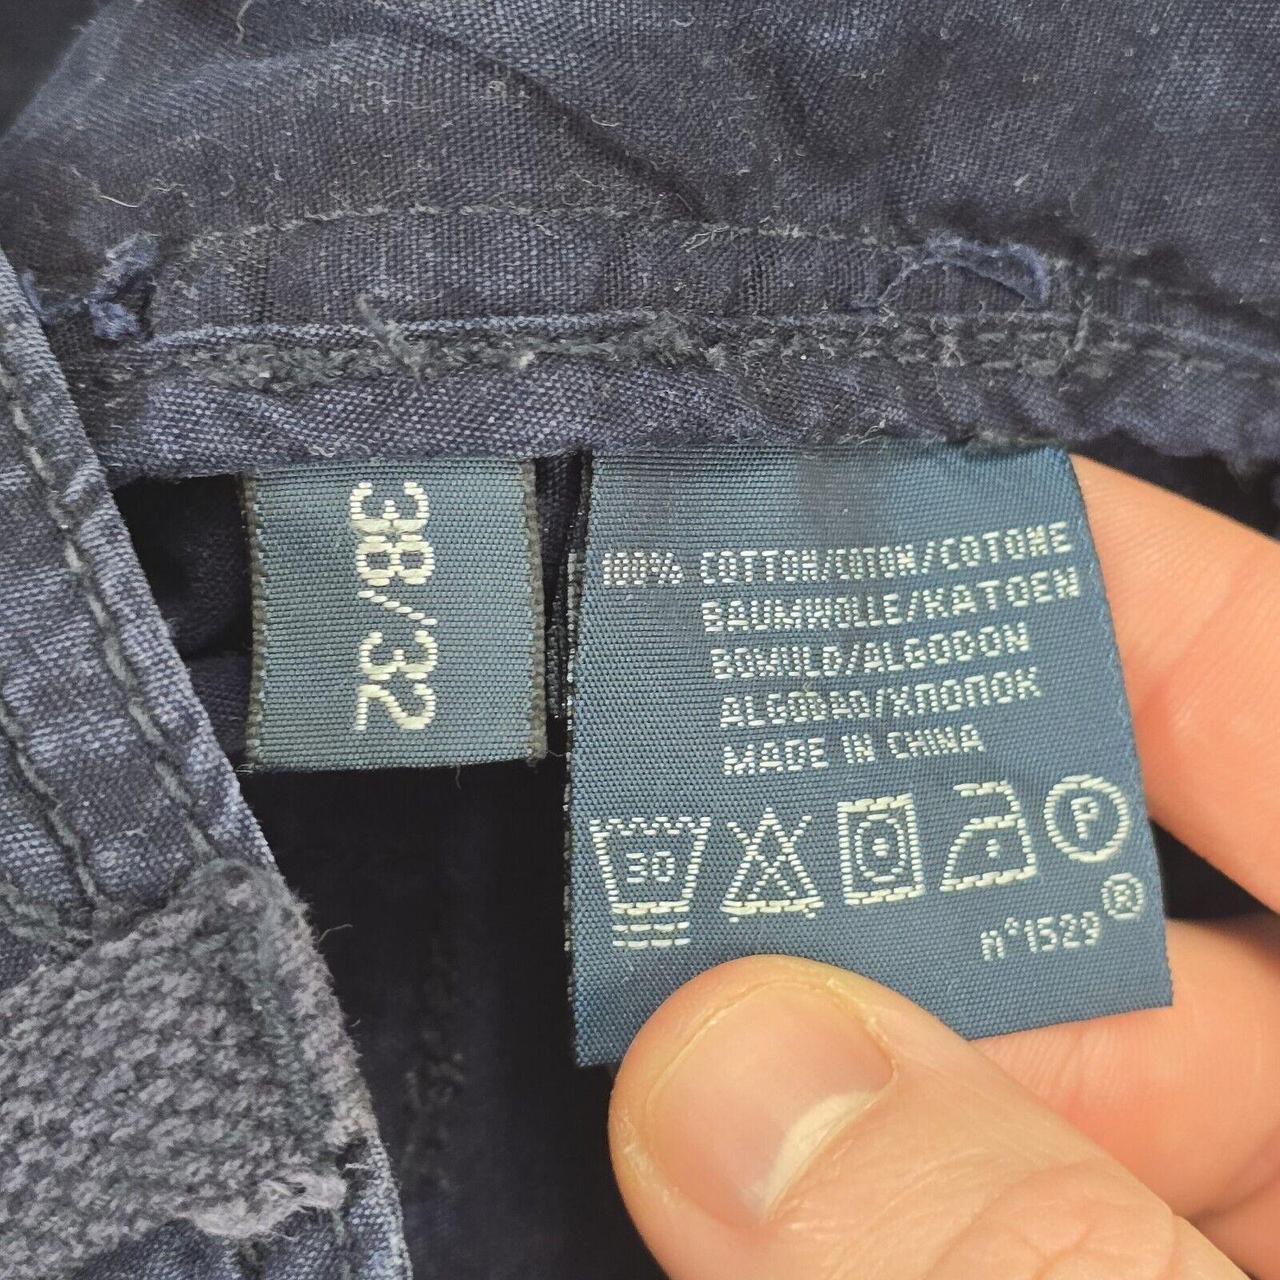 38/32
100% COTTON/COTON/COTONE
BAUMWOLLE/KATOEN
BOMULD/ALGODON
ALGODAO/ХЛОПОК
MADE IN CHINA
30
P
n°1529®